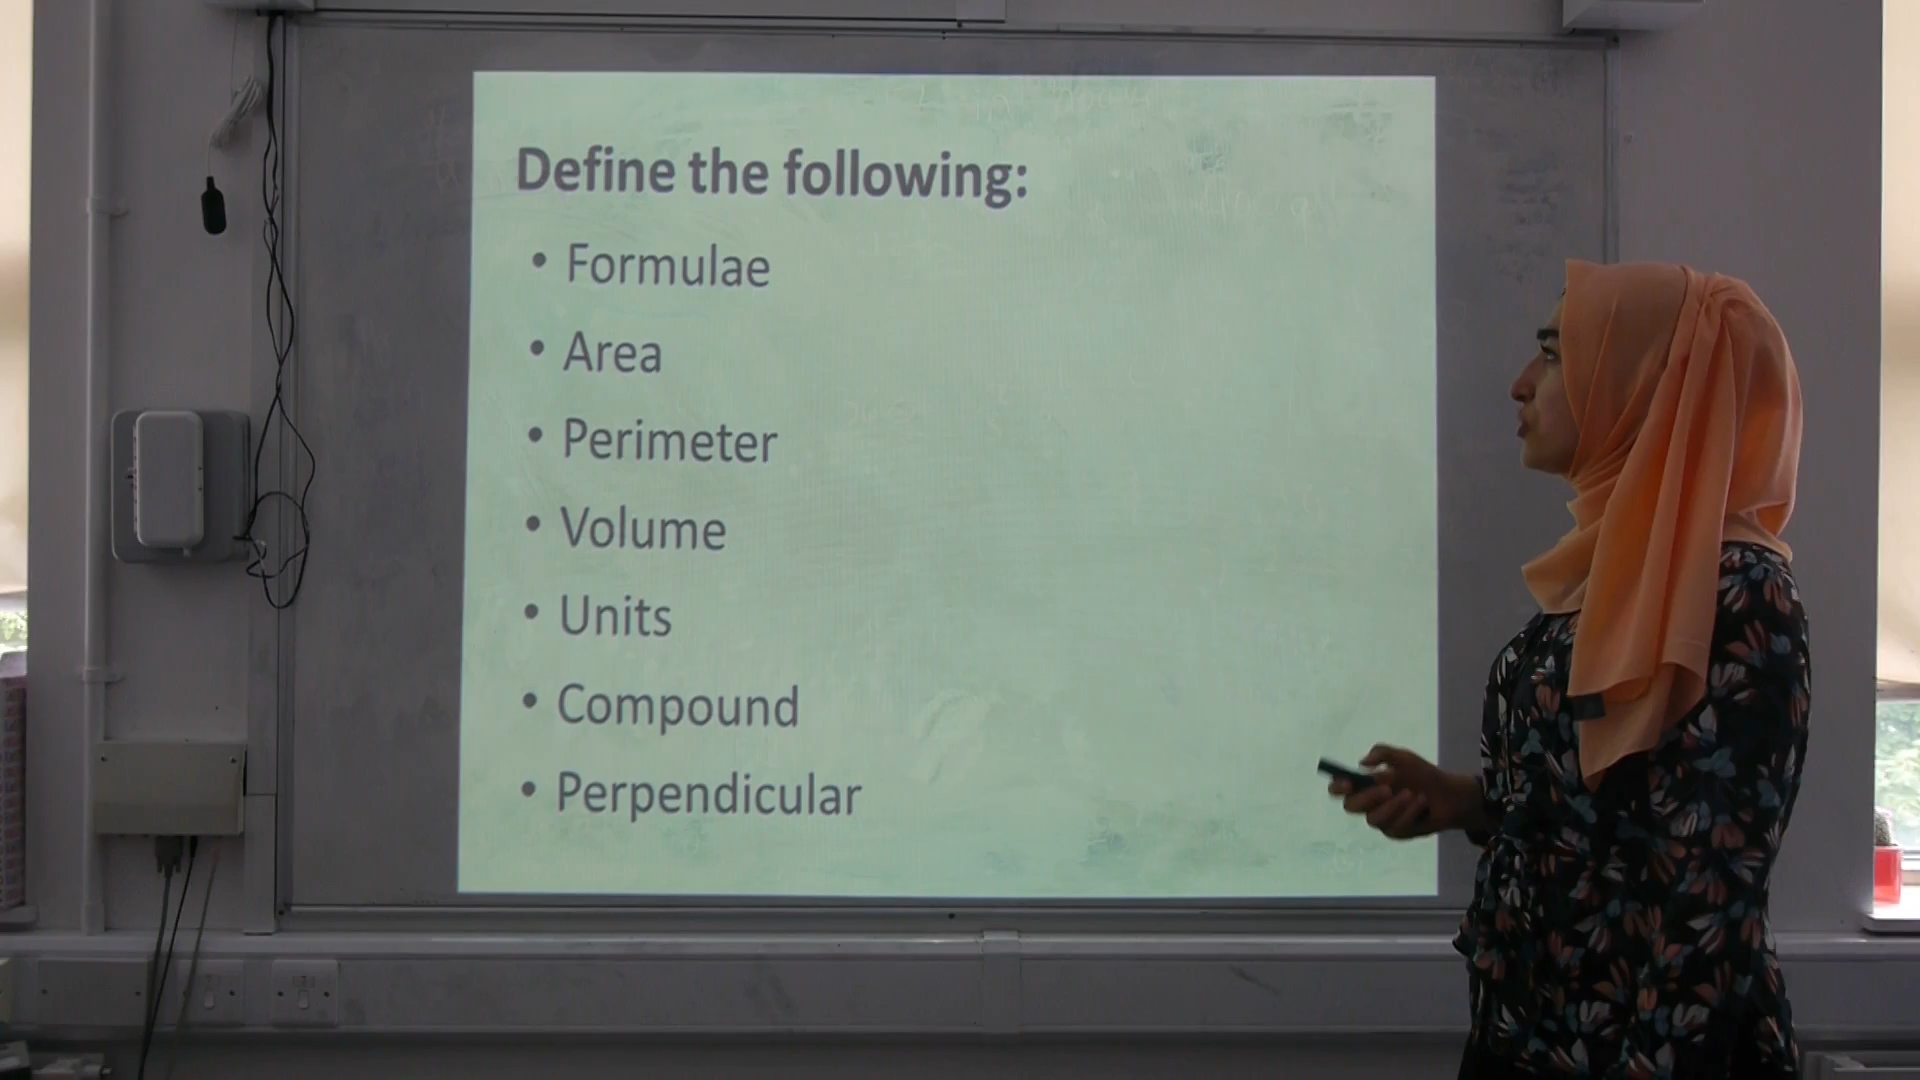 Define the following:
• Formulae
• Area
• Perimeter
• Volume
• Units
• Compound
• Perpendicular